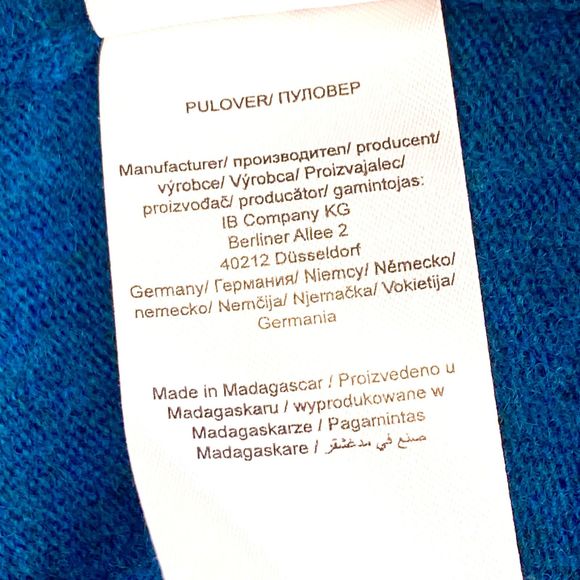 PULOVER/ ПУЛОВЕР
Manufacturer/ производител/ producent/
výrobce/ Výrobca/ Proizvajalec/
proizvođač/ producător/ gamintojas:
IB Company KG
Berliner Allee 2
40212 Düsseldorf
Germany/ Германия/ Niemcy/ Německo/
nemecko/ Nemčija/ Njemačka/ Vokietija/
Germania
Made in Madagascar / Proizvedeno u
Madagaskaru / wyprodukowane w
Madagaskarze / Pagamintas
Madagaskare / صنع في مدغشقر